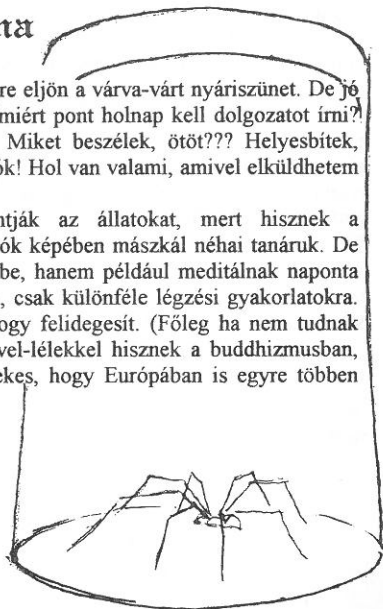 na
re eljön a várva-várt nyáriszünet. De jó
miért pont holnap kell dolgozatot írni?!
Miket beszélek, ötöt??? Helyesbítek,
ók! Hol van valami, amivel elküldhetem
ntják az állatokat, mert hisznek a
ók képében mászkál néhai tanáruk. De
be, hanem például meditálnak naponta
, csak különféle légzési gyakorlatokra.
ogy felidegesít. (Főleg ha nem tudnak
vel-lélekkel hisznek a buddhizmusban,
ekes, hogy Európában is egyre többen